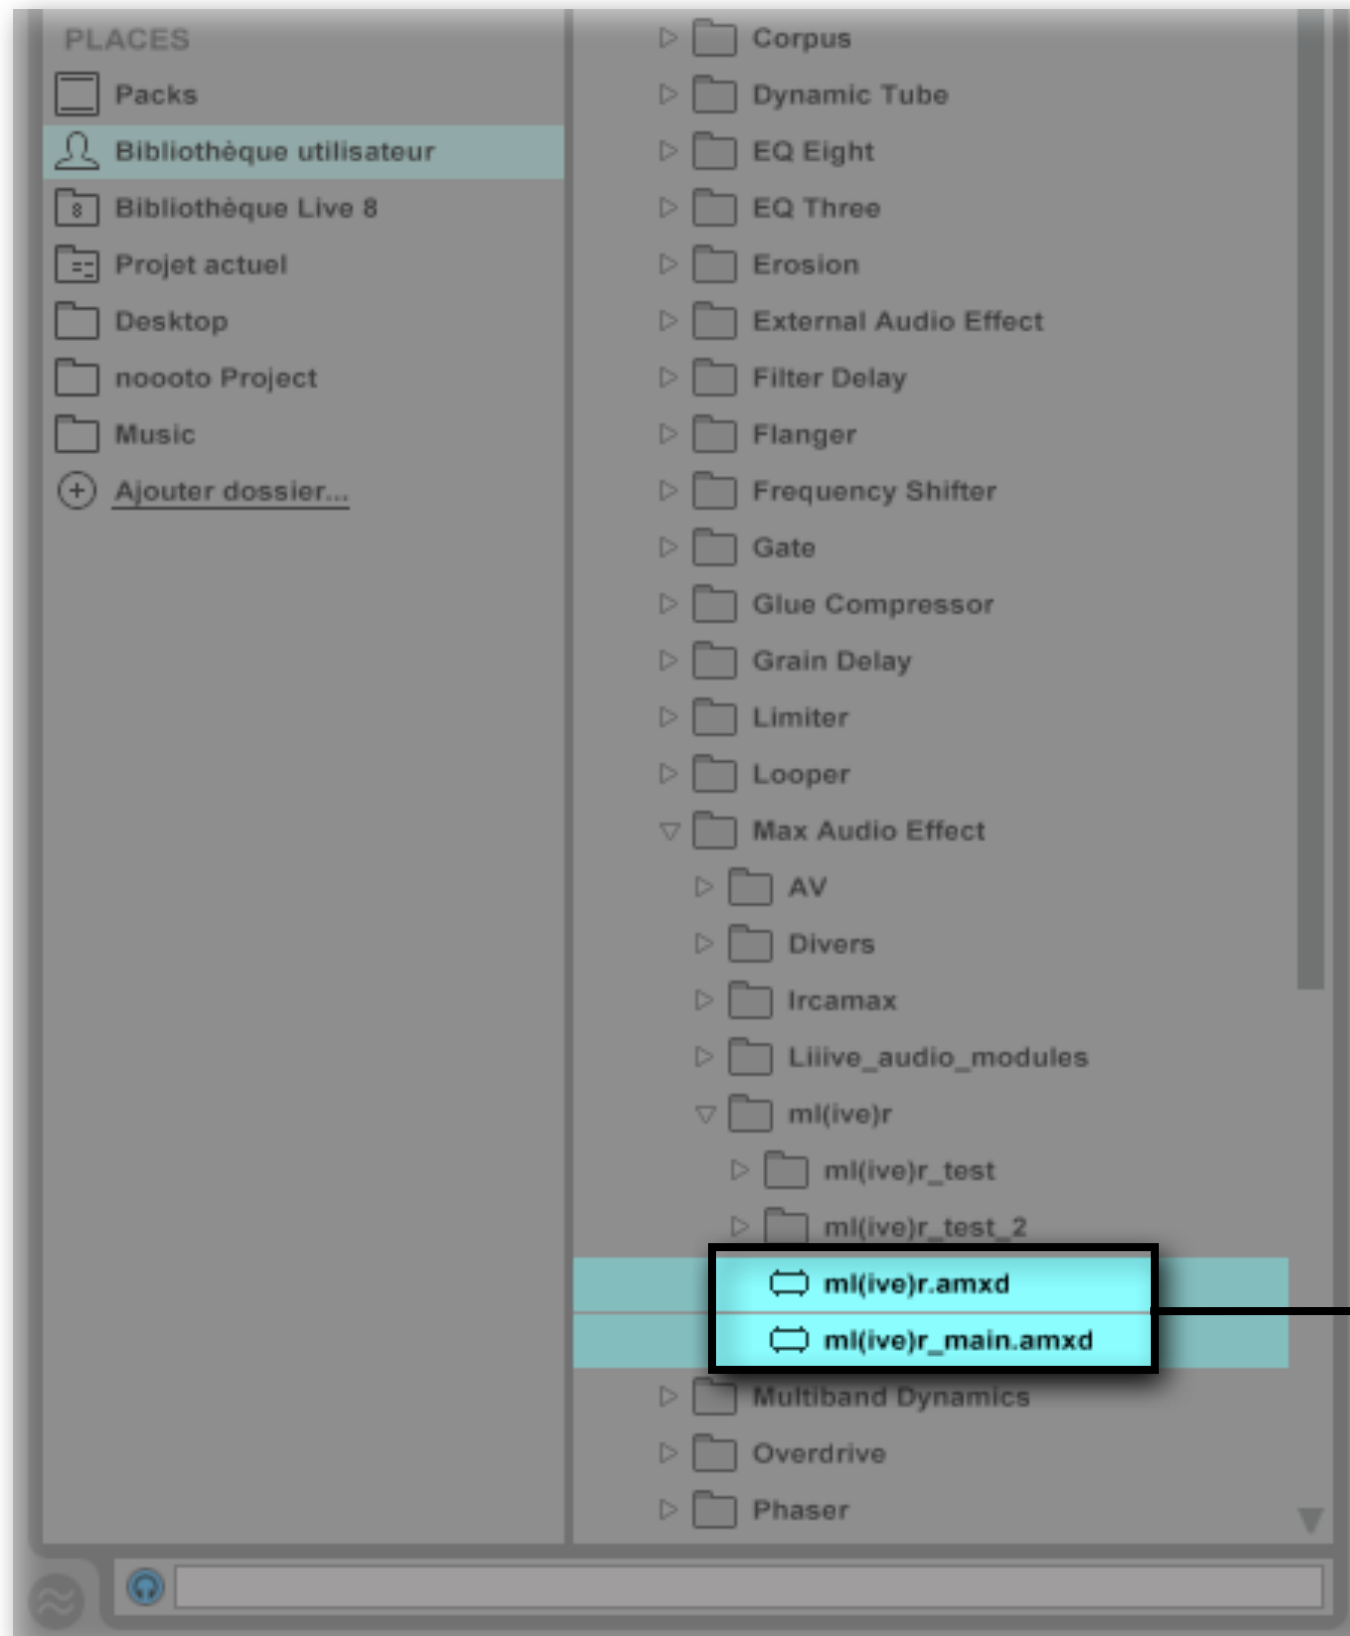 PLACES
Packs
Bibliothèque utilisateur
8 Bibliothèque Live 8
Projet actuel
Desktop
noooto Project
Music
Ajouter dossier...
Corpus
Dynamic Tube
EQ Eight
EQ Three
Erosion
External Audio Effect
Filter Delay
Flanger
Frequency Shifter
Gate
Glue Compressor
Grain Delay
Limiter
Looper
Max Audio Effect
AV
Divers
Ircamax
Liiive_audio_modules
ml(ive)r
ml(ive)r_test
ml(ive)r_test_2
ml(ive)r.amxd
ml(ive)r_main.amxd
Multiband Dynamics
Overdrive
Phaser